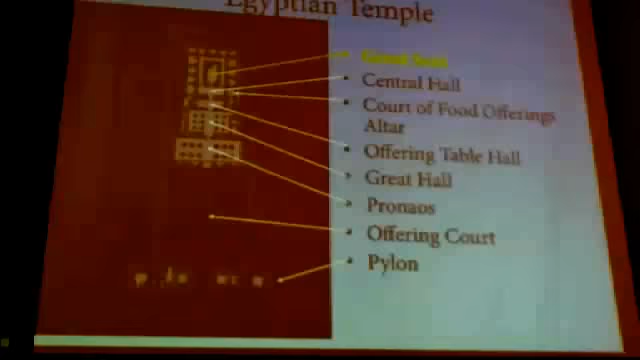 Egyptian Temple
Central Hall
Court of Food Offerings
Altar
Offering Table Hall
Great Hall
Pronaos
Offering Court
Pylon